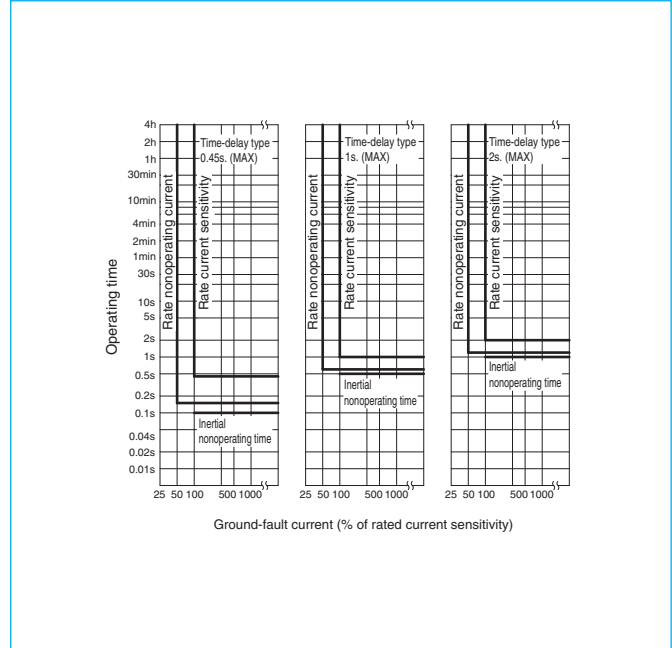 Operating time
4h
2h
1h
30min
10min
4min
2min
1min
30s
10s
5s
2s
1s
0.5s
0.2s
0.1s
0.04s
0.02s
0.01s
Rate nonoperating current
Rate current sensitivity
Time-delay type
0.45s. (MAX)
Inertial
nonoperating time
25 50 100 500 1000
Rate nonoperating current
Rate current sensitivity
Time-delay type
1s. (MAX)
Inertial
nonoperating time
25 50 100 500 1000
Rate nonoperating current
Rate current sensitivity
Time-delay type
2s. (MAX)
Inertial
nonoperating time
25 50 100 500 1000
Ground-fault current (% of rated current sensitivity)